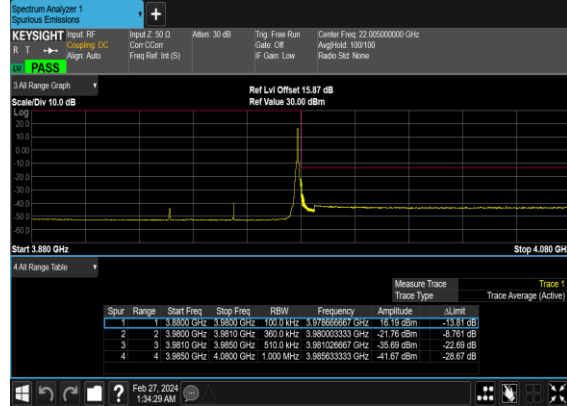 Spectrum Analyzer 1
Spurious Emissions
+
KEYSIGHT Input: RF Input Z: 50 Ω Atten: 30 dB Trig: Free Run Center Freq: 22.005000000 GHz
R T Coupling: DC Corr CCorr Gate: Off Avg|Hold: 100/100
Align: Auto Freq Ref: Int (S) IF Gain: Low Radio Std: None
PASS
3 All Range Graph
Ref Lvl Offset 15.87 dB
Scale/Div 10.0 dB Ref Value 30.00 dBm
Log
20.0
10.0
0.00
-10.0
-20.0
-30.0
-40.0
-50.0
-60.0
Start 3.880 GHz Stop 4.080 GHz
4 All Range Table
Measure Trace Trace 1
Trace Type Trace Average (Active)
Spur Range Start Freq Stop Freq RBW Frequency Amplitude ΔLimit
1 1 3.8800 GHz 3.9800 GHz 100.0 kHz 3.978666667 GHz 16.19 dBm -13.81 dB
2 2 3.9800 GHz 3.9810 GHz 360.0 kHz 3.980003333 GHz -21.76 dBm -8.761 dB
3 3 3.9810 GHz 3.9850 GHz 510.0 kHz 3.981026667 GHz -35.69 dBm -22.69 dB
4 4 3.9850 GHz 4.0800 GHz 1.000 MHz 3.985633333 GHz -41.67 dBm -28.67 dB
? Feb 27, 2024
1:34:29 AM